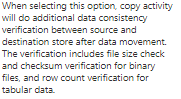 When selecting this option, copy activity
will do additional data consistency
verification between source and
destination store after data movement.
The verification includes file size check
and checksum verification for binary
files, and row count verification for
tabular data.